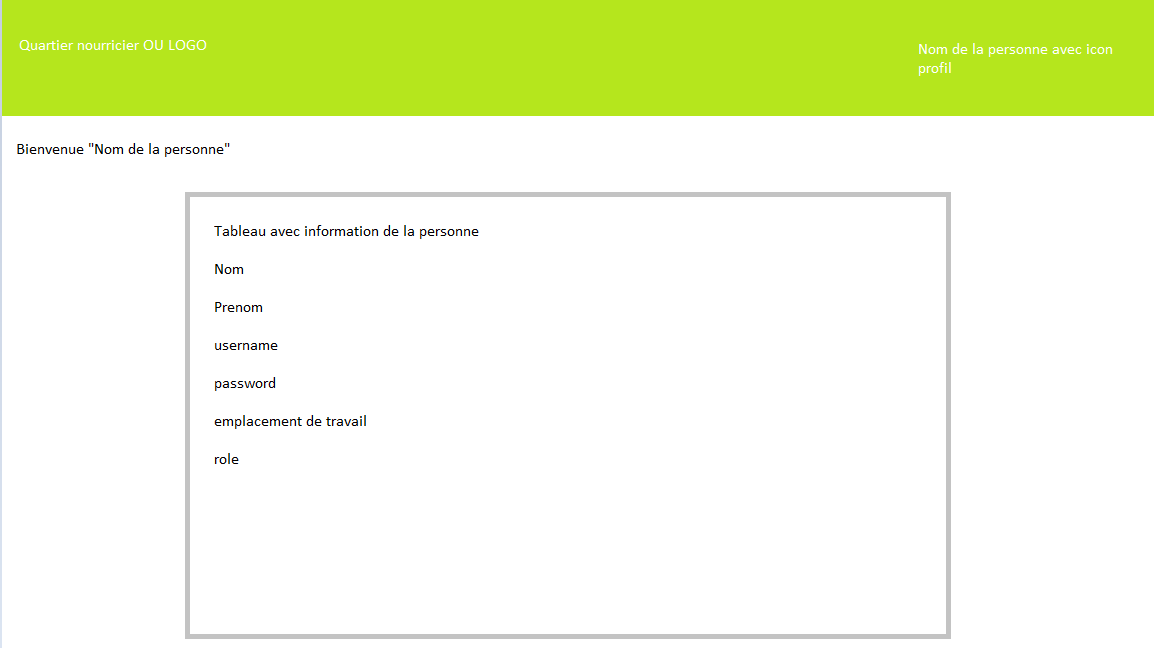 Quartier nourricier OU LOGO
Nom de la personne avec icon
profil
Bienvenue "Nom de la personne"
Tableau avec information de la personne
Nom
Prenom
username
password
emplacement de travail
role